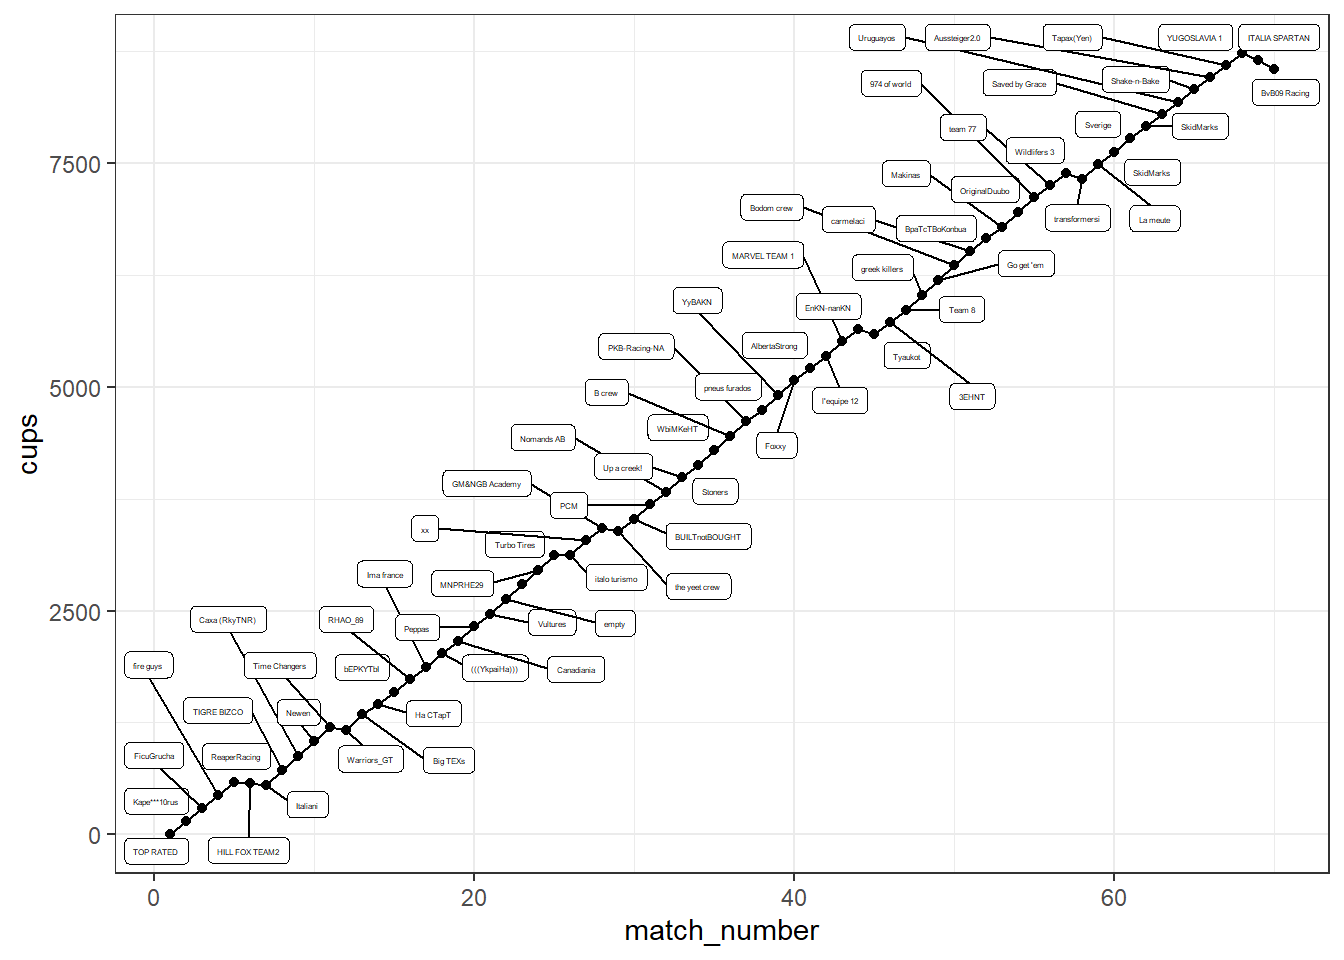 Uruguayos
Aussteiger2.0
Tapax(Yen)
YUGOSLAVIA 1
ITALIA SPARTAN
974 of world
Saved by Grace
Shake-n-Bake
BvB09 Racing
team 77
Sverige
SkidMarks
7500
Wildlifers 3
Makinas
OriginalDuubo
SkidMarks
Bodom crew
carmelaci
BpaTcTBoKonbua
transformersi
La meute
MARVEL TEAM 1
greek killers
Go get 'em
YyBAKN
EnKN-nanKN
Team 8
PKB-Racing-NA
AlbertaStrong
Tyaukot
5000
B crew
pneus furados
l'equipe 12
3EHNT
Nomands AB
WbiMKeHT
Foxxy
GM&NGB Academy
Up a creek!
Stoners
PCM
xx
Turbo Tires
BUILTnotBOUGHT
Ima france
MNPRHE29
italo turismo
the yeet crew
2500
Caxa (RkyTNR)
RHAO_89
Peppas
Vultures
empty
fire guys
Time Changers
bEPKYTbI
(((YkpaiHa)))
Canadiania
TIGRE BIZCO
Newen
Ha CTapT
FicuGrucha
ReaperRacing
Warriors_GT
Big TEXs
Kape***10rus
Italiani
0
TOP RATED
HILL FOX TEAM2
0
20
40
60
match_number
cups